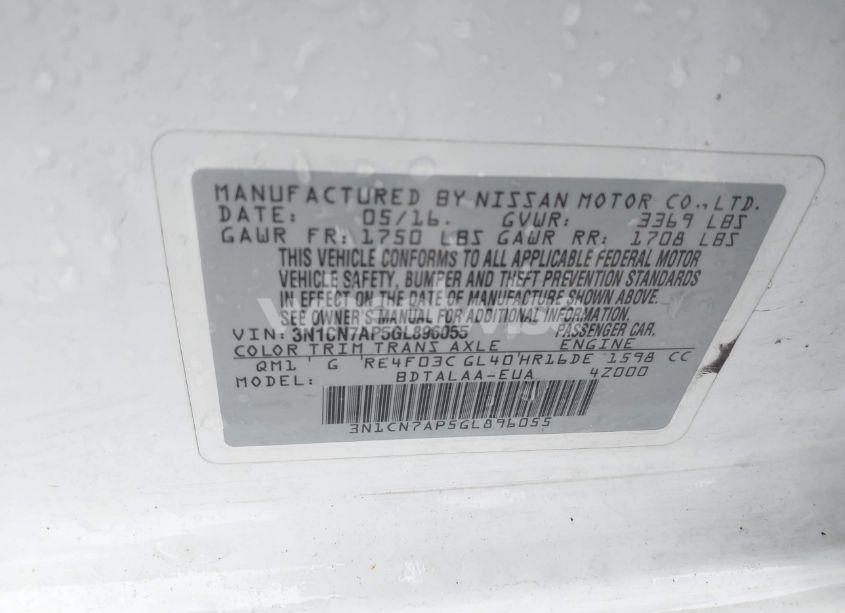 MANUFACTURED BY NISSAN MOTOR CO.,LTD.
DATE: 05/16. GVWR: 3369 LBS
GAWR FR: 1750 LBS GAWR RR: 1708 LBS
THIS VEHICLE CONFORMS TO ALL APPLICABLE FEDERAL MOTOR
VEHICLE SAFETY, BUMPER AND THEFT PREVENTION STANDARDS
IN EFFECT ON THE DATE OF MANUFACTURE SHOWN ABOVE.
SEE OWNER'S MANUAL FOR ADDITIONAL INFORMATION.
VIN: 3N1CN7AP5GL896055 PASSENGER CAR.
COLOR TRIM TRANS AXLE ENGINE
QM1 G RE4F03C GL40 HR16DE 1598 CC
MODEL: BDTALAA-EUA 4Z000
3N1CN7AP5GL896055